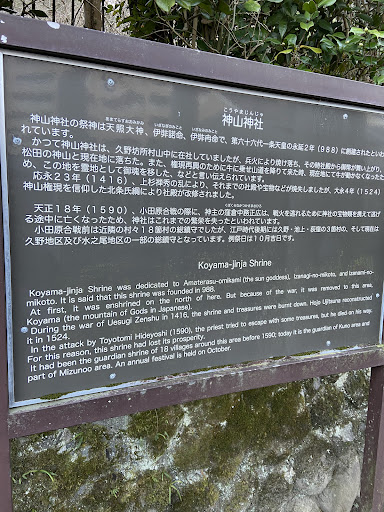 こうやまじんじゃ
神山神社
神山神社の祭神は天照大神、伊弉諾命、伊弉冉命で、第六十六代一条天皇の永延2年(988)に創建されたといわ
れています。
かつて神山神社は、久野坊所村山中に在社していましたが、兵火により焼け落ち、その際社殿から御幣が舞い上がり、
松田の神山と現在地に落ちた。また、権現再興のために牛に乗せ山道を降りて来た時、現在地にて牛が動かなくなったた
め、この地を霊地として御魂を移した、などと言い伝えられています。
応永23年(1416)、上杉禅秀の乱により、それまでの社殿や宝物などが焼失しましたが、大永4年(1524)
神山権現を信仰した北条氏綱により社殿が改修されました。
天正18年(1590)、小田原合戦の際に、神主の窪倉中務正広は、戦火を逃れるために神社の宝物類を携えて逃げ
る途中に亡くなったため、神社はこれまでの繁栄を失ったといわれています。
小田原合戦前は近隣の村々18箇村の総鎮守でしたが、江戸時代後期には久野・池上・荻窪の3箇村の、そして現在は
久野地区及び水之尾地区の一部の総鎮守となっています。例祭日は10月吉日です。
Koyama-jinja Shrine
Koyama-jinja Shrine was dedicated to Amaterasu-omikami (the sun goddess), Izanagi-no-mikoto, and Izanami-no-
mikoto. It is said that this shrine was founded in 988.
At first, it was enshrined on the north of here. But because of the war, it was removed to this area,
Koyama (the mountain of Gods in Japanese).
During the war of Uesugi Zenshu in 1416, the shrine and treasures were burnt down. Hojo Ujitsuna reconstructed
it in 1524.
In the attack by Toyotomi Hideyoshi (1590), the priest tried to escape with some treasures, but he died on his way.
For this reason, this shrine had lost its prosperity.
It had been the guardian shrine of 18 villages around this area before 1590; today it is the guardian of Kuno area and
part of Mizunoo area. An annual festival is held on October.